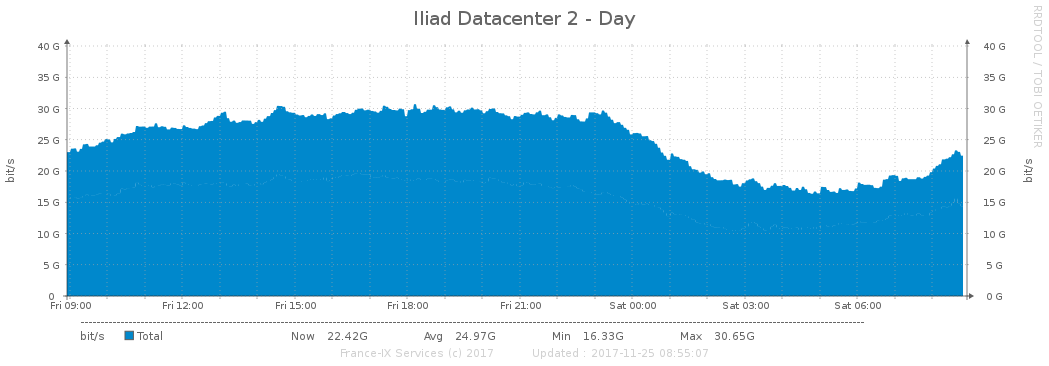 Iliad Datacenter 2 - Day
RRDTOOL / TOBI OETIKER
bit/s
40 G 40 G
35 G 35 G
30 G 30 G
25 G 25 G
20 G 20 G
15 G 15 G
10 G 10 G
5 G 5 G
0 0 G
bit/s
Fri 09:00 Fri 12:00 Fri 15:00 Fri 18:00 Fri 21:00 Sat 00:00 Sat 03:00 Sat 06:00
bit/s Total Now 22.42G Avg 24.97G Min 16.33G Max 30.65G
France-IX Services (c) 2017 Updated : 2017-11-25 08:55:07